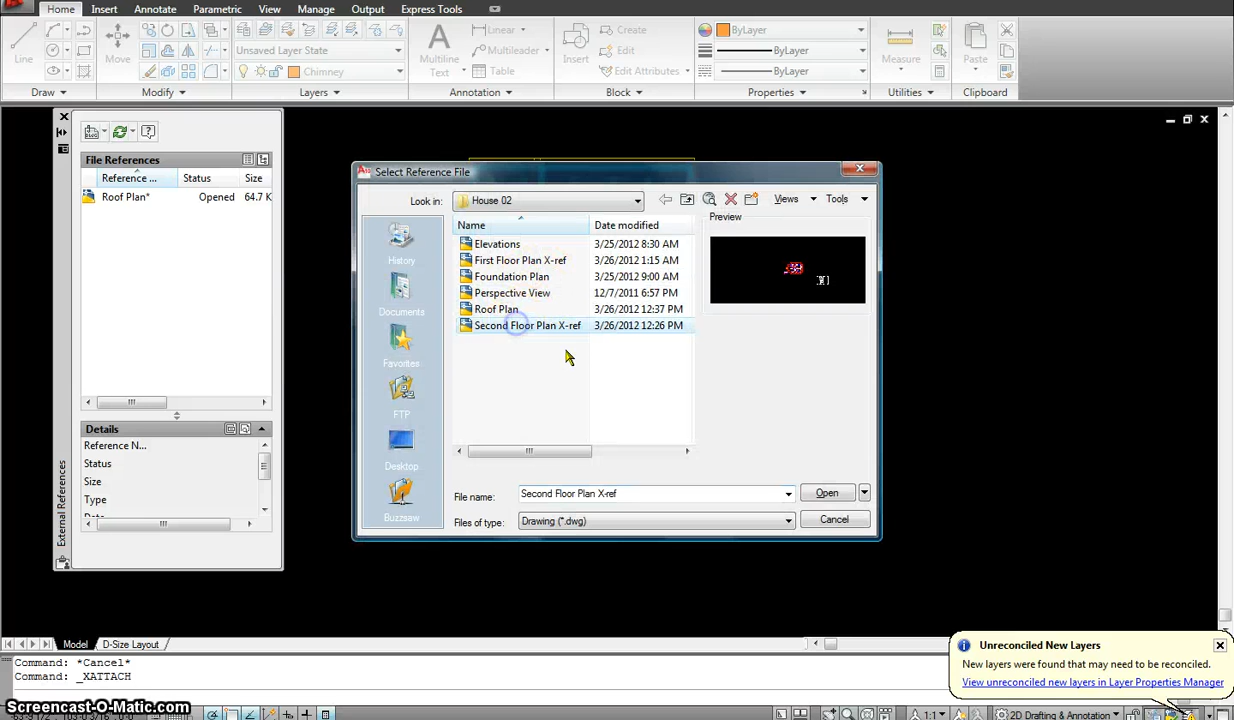 Home Insert Annotate Parametric View Manage Output Express Tools
Line Move Unsaved Layer State Multiline Text Linear Insert Create ByLayer Measure Paste
Multileader Edit ByLayer
Chimney Table Edit Attributes ByLayer
Draw Modify Layers Annotation Block Properties Utilities Clipboard
File References
Reference ... Status Size
Roof Plan* Opened 64.7 K
Details
Reference N...
Status
Size
Type
External References
Select Reference File
Look in: House 02 Views Tools
Name Date modified Preview
Elevations 3/25/2012 8:30 AM
First Floor Plan X-ref 3/26/2012 1:15 AM
Foundation Plan 3/25/2012 9:00 AM
Perspective View 12/7/2011 6:57 PM
Roof Plan 3/26/2012 12:37 PM
Second Floor Plan X-ref 3/26/2012 12:26 PM
History
Documents
Favorites
FTP
Desktop
Buzzsaw
File name: Second Floor Plan X-ref Open
Files of type: Drawing (*.dwg) Cancel
Model D-Size Layout
Command: *Cancel*
Command: _XATTACH
Unreconciled New Layers
New layers were found that may need to be reconciled.
View unreconciled new layers in Layer Properties Manager
Screencast-O-Matic.com
1:1 2D Drafting & Annotation